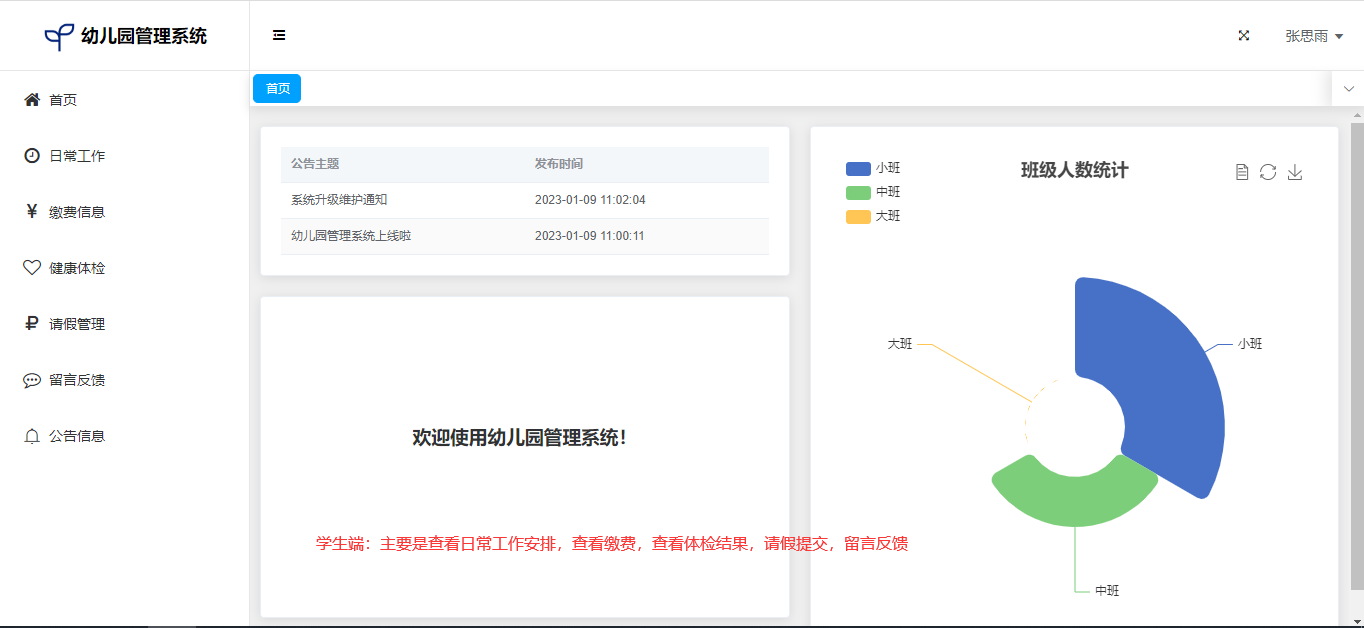 幼儿园管理系统
张思雨
首页
日常工作
缴费信息
健康体检
请假管理
留言反馈
公告信息
首页
公告主题 发布时间
系统升级维护通知 2023-01-09 11:02:04
幼儿园管理系统上线啦 2023-01-09 11:00:11
欢迎使用幼儿园管理系统！
学生端：主要是查看日常工作安排，查看缴费，查看体检结果，请假提交，留言反馈
班级人数统计
小班
中班
大班
大班
小班
中班